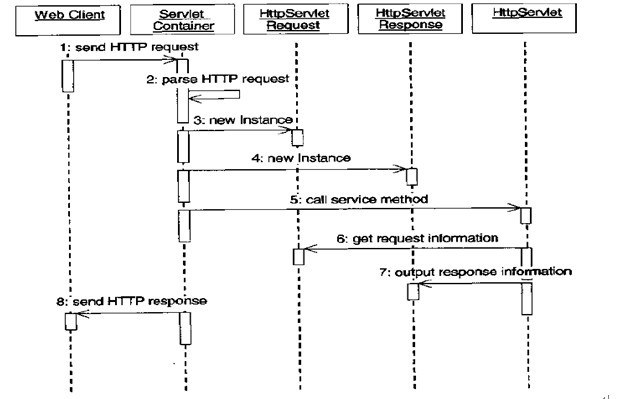 Web Client
Servlet
Container
HttpServlet
Request
HttpServlet
Response
HttpServlet
1: send HTTP request
2: parse HTTP request
3: new Instance
4: new Instance
5: call service method
6: get request information
7: output response information
8: send HTTP response